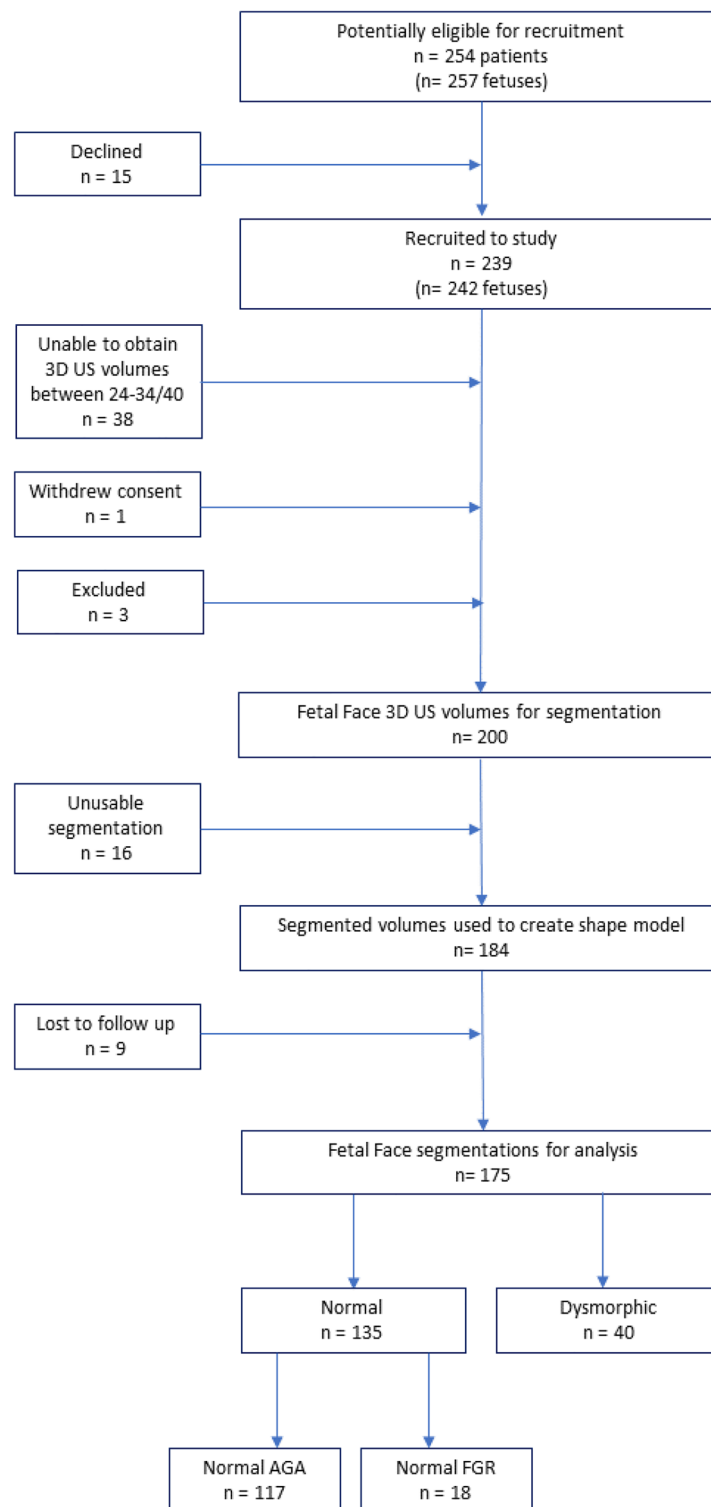 Potentially eligible for recruitment
n = 254 patients
(n= 257 fetuses)
Declined
n = 15
Recruited to study
n = 239
(n= 242 fetuses)
Unable to obtain
3D US volumes
between 24-34/40
n = 38
Withdrew consent
n = 1
Excluded
n = 3
Fetal Face 3D US volumes for segmentation
n= 200
Unusable
segmentation
n = 16
Segmented volumes used to create shape model
n= 184
Lost to follow up
n = 9
Fetal Face segmentations for analysis
n= 175
Normal
n = 135
Dysmorphic
n = 40
Normal AGA
n = 117
Normal FGR
n = 18